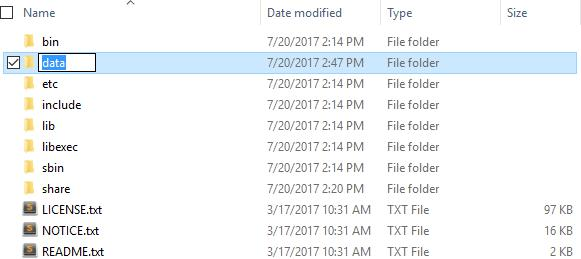 Name Date modified Type Size
bin 7/20/2017 2:14 PM File folder
data 7/20/2017 2:47 PM File folder
etc 7/20/2017 2:14 PM File folder
include 7/20/2017 2:14 PM File folder
lib 7/20/2017 2:14 PM File folder
libexec 7/20/2017 2:14 PM File folder
sbin 7/20/2017 2:14 PM File folder
share 7/20/2017 2:20 PM File folder
LICENSE.txt 3/17/2017 10:31 AM TXT File 97 KB
NOTICE.txt 3/17/2017 10:31 AM TXT File 16 KB
README.txt 3/17/2017 10:31 AM TXT File 2 KB